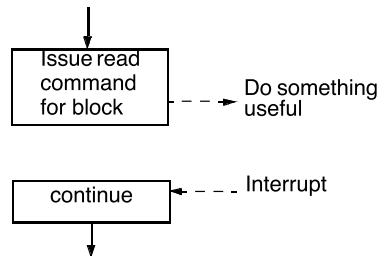 Issue read
command
for block
Do something
useful
continue
Interrupt